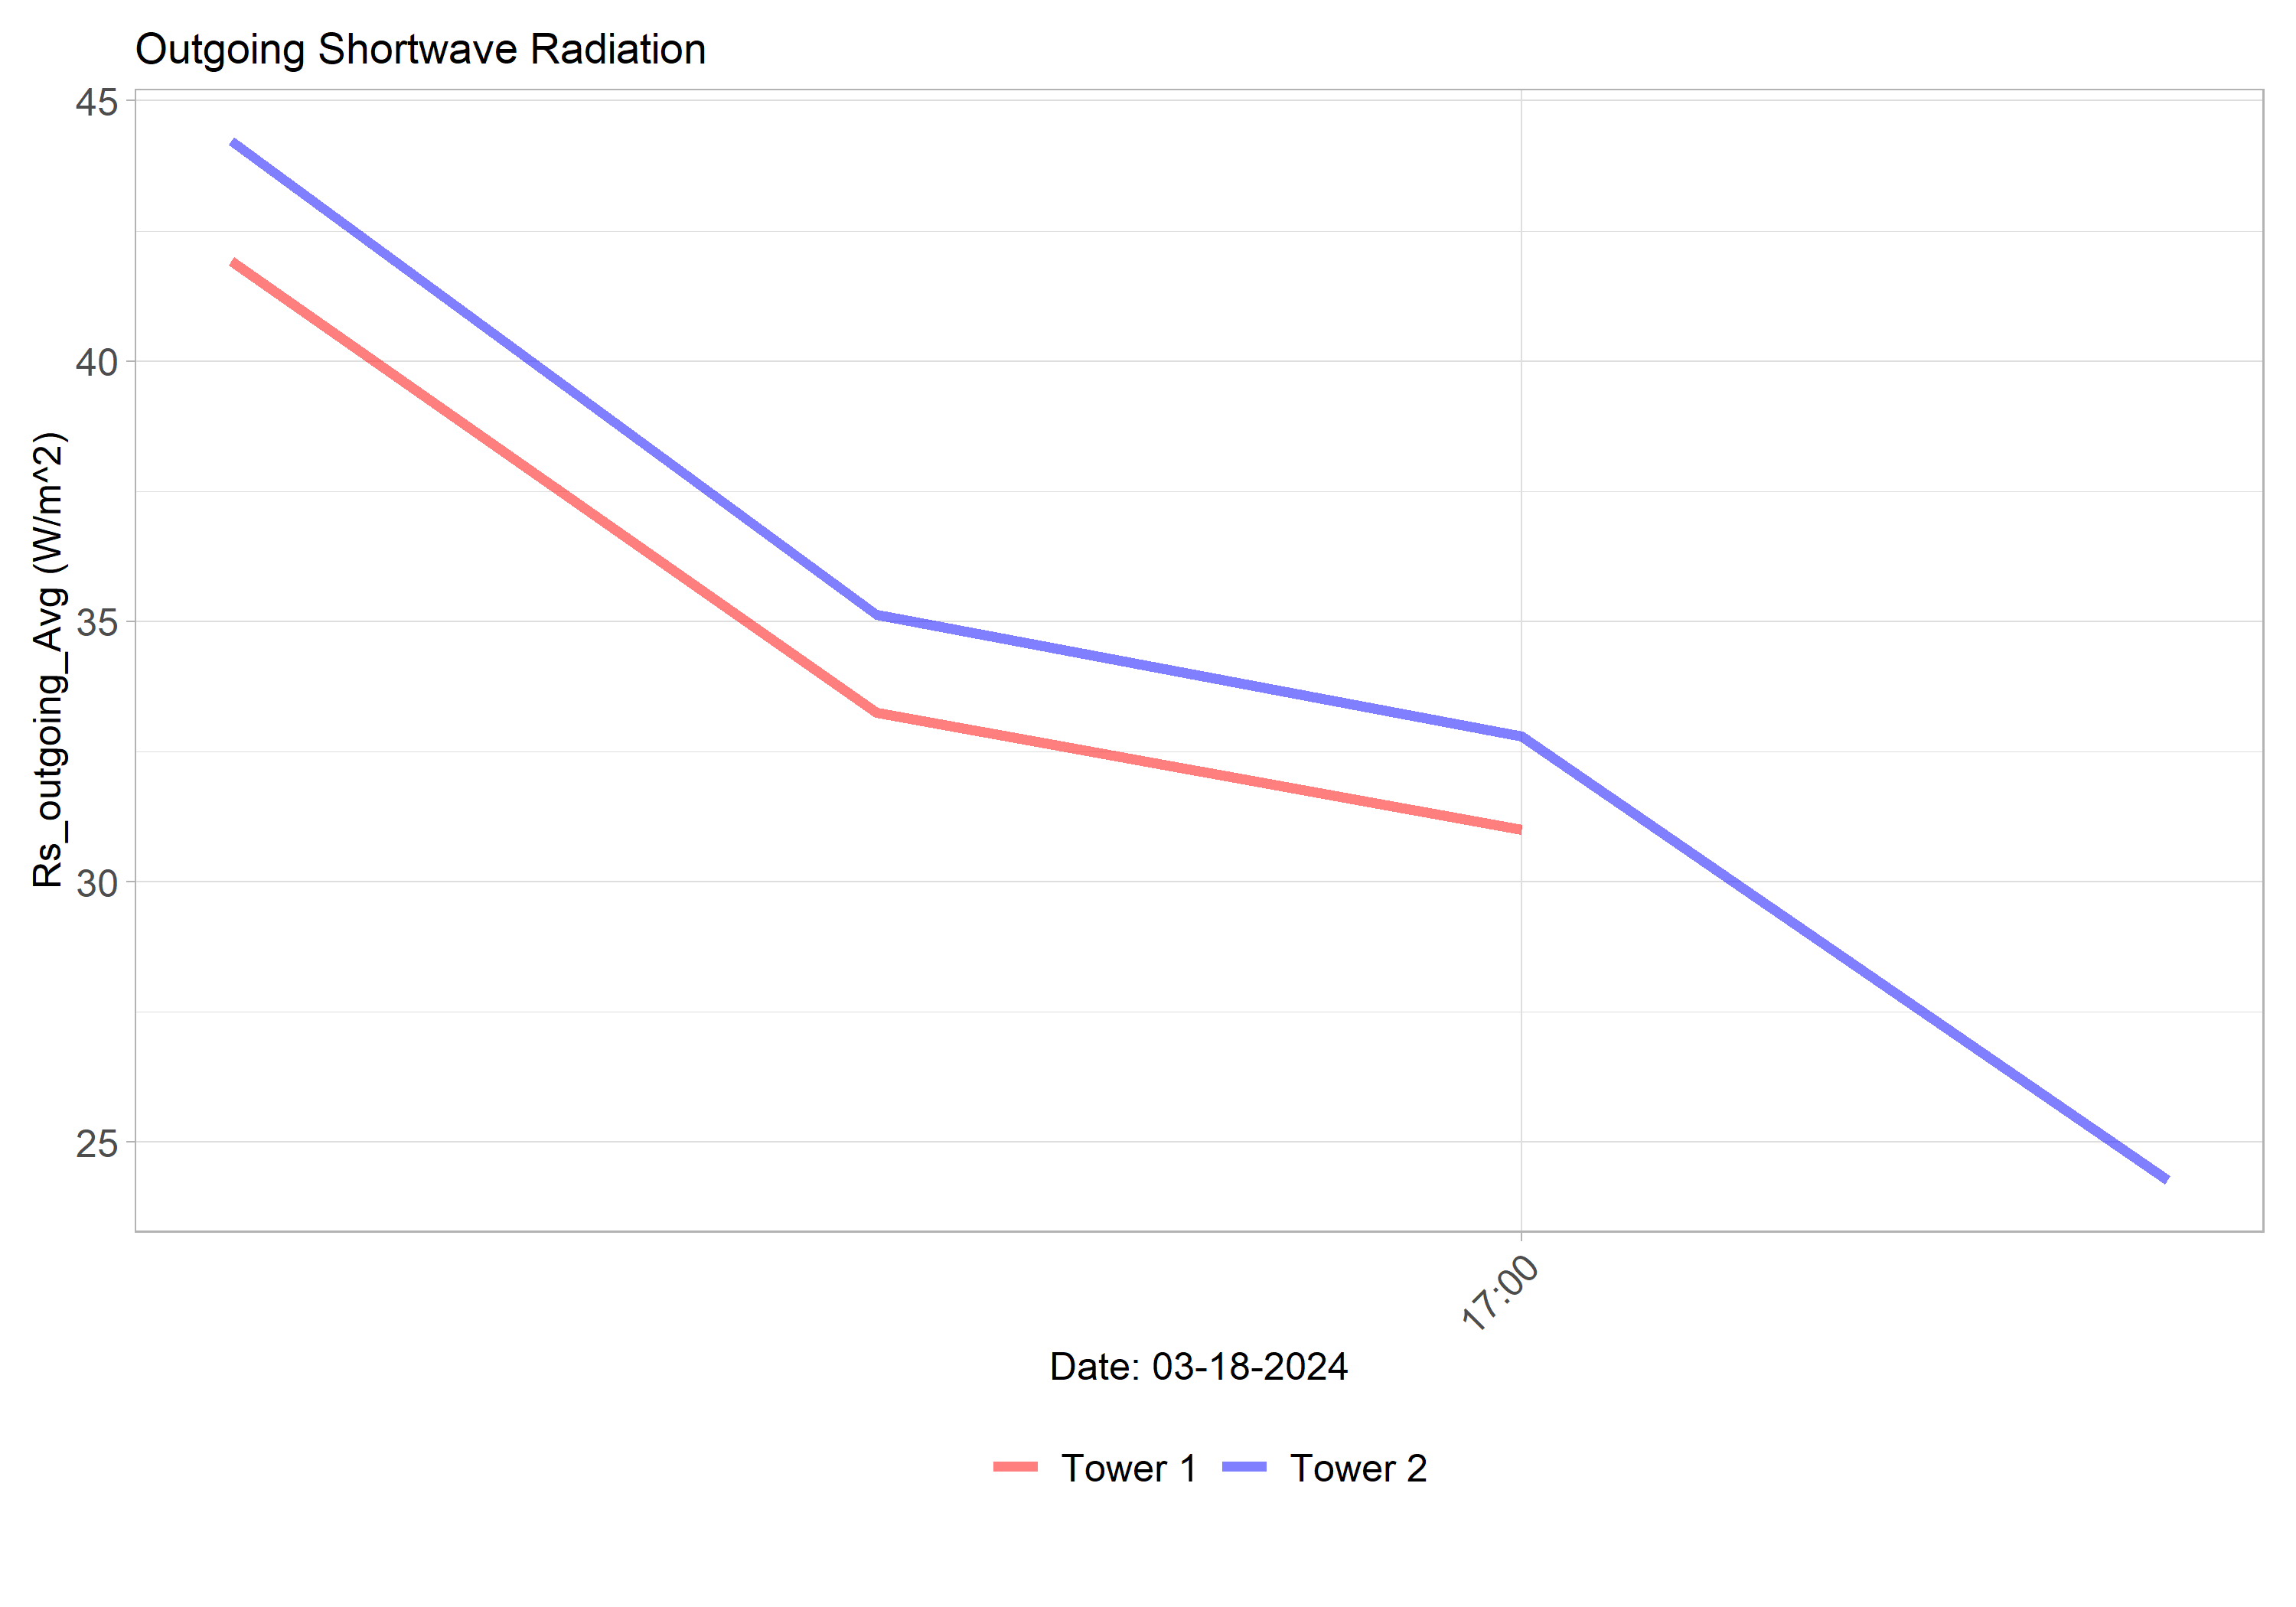 Outgoing Shortwave Radiation
Rs_outgoing_Avg (W/m^2)
45
40
35
30
25
17:00
Date: 03-18-2024
Tower 1 Tower 2